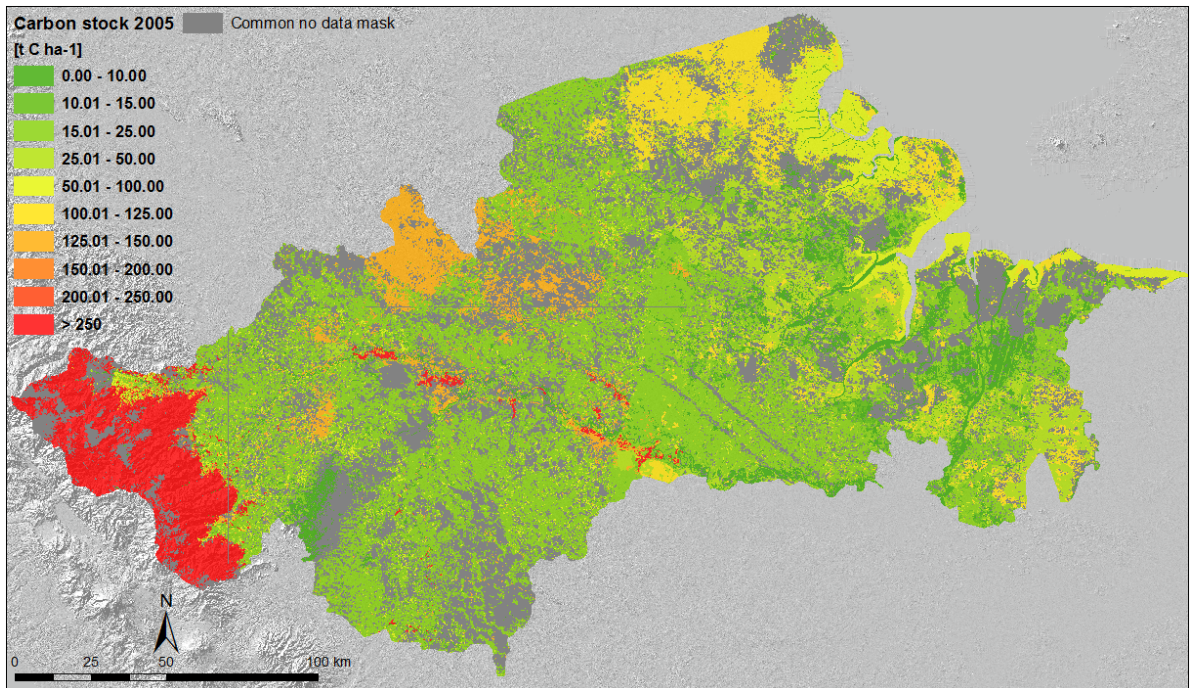 Carbon stock 2005 Common no data mask
[t C ha-1]
0.00 - 10.00
10.01 - 15.00
15.01 - 25.00
25.01 - 50.00
50.01 - 100.00
100.01 - 125.00
125.01 - 150.00
150.01 - 200.00
200.01 - 250.00
> 250
N
0 25 50 100 km